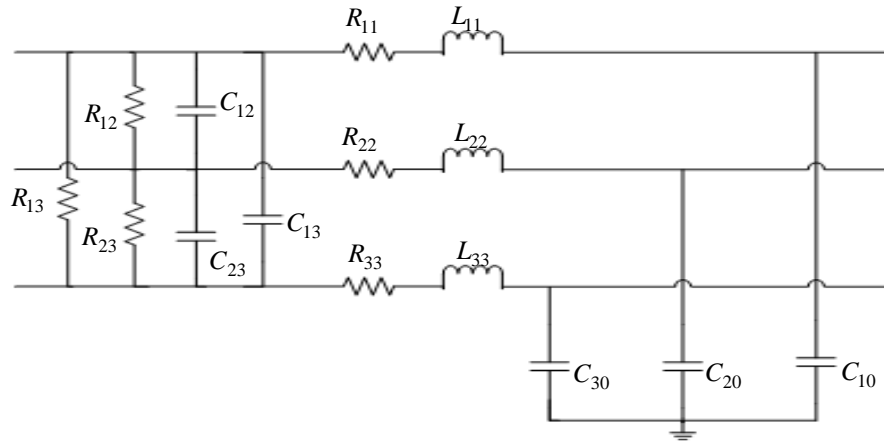 R₁₁
L₁₁
R₁₂
C₁₂
R₂₂
L₂₂
R₁₃
R₂₃
C₂₃
C₁₃
R₃₃
L₃₃
C₃₀
C₂₀
C₁₀